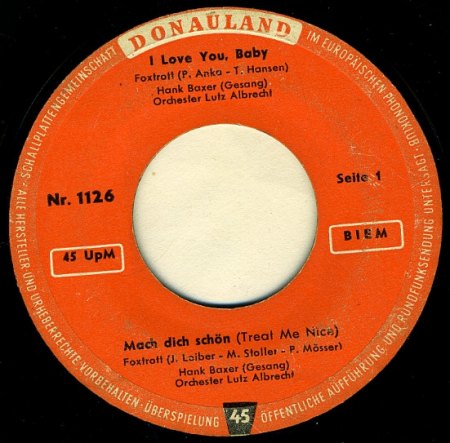 DONAULAND
SCHALLPLATTENGEMEINSCHAFT
IM EUROPÄISCHEN PHONOKLUB ·
I Love You, Baby
Foxtrott (P. Anka - T. Hansen)
Hank Baxer (Gesang)
Orchester Lutz Albrecht
Nr. 1126
Seite 1
45 UpM
BIEM
Mach dich schön (Treat Me Nice)
Foxtrott (J. Loiber - M. Stoller - P. Mösser)
Hank Baxer (Gesang)
Orchester Lutz Albrecht
· ALLE HERSTELLER UND URHEBERRECHTE VORBEHALTEN · ÜBERSPIELUNG
45
ÖFFENTLICHE AUFFÜHRUNG UND RUNDFUNKSENDUNG UNTERSAGT